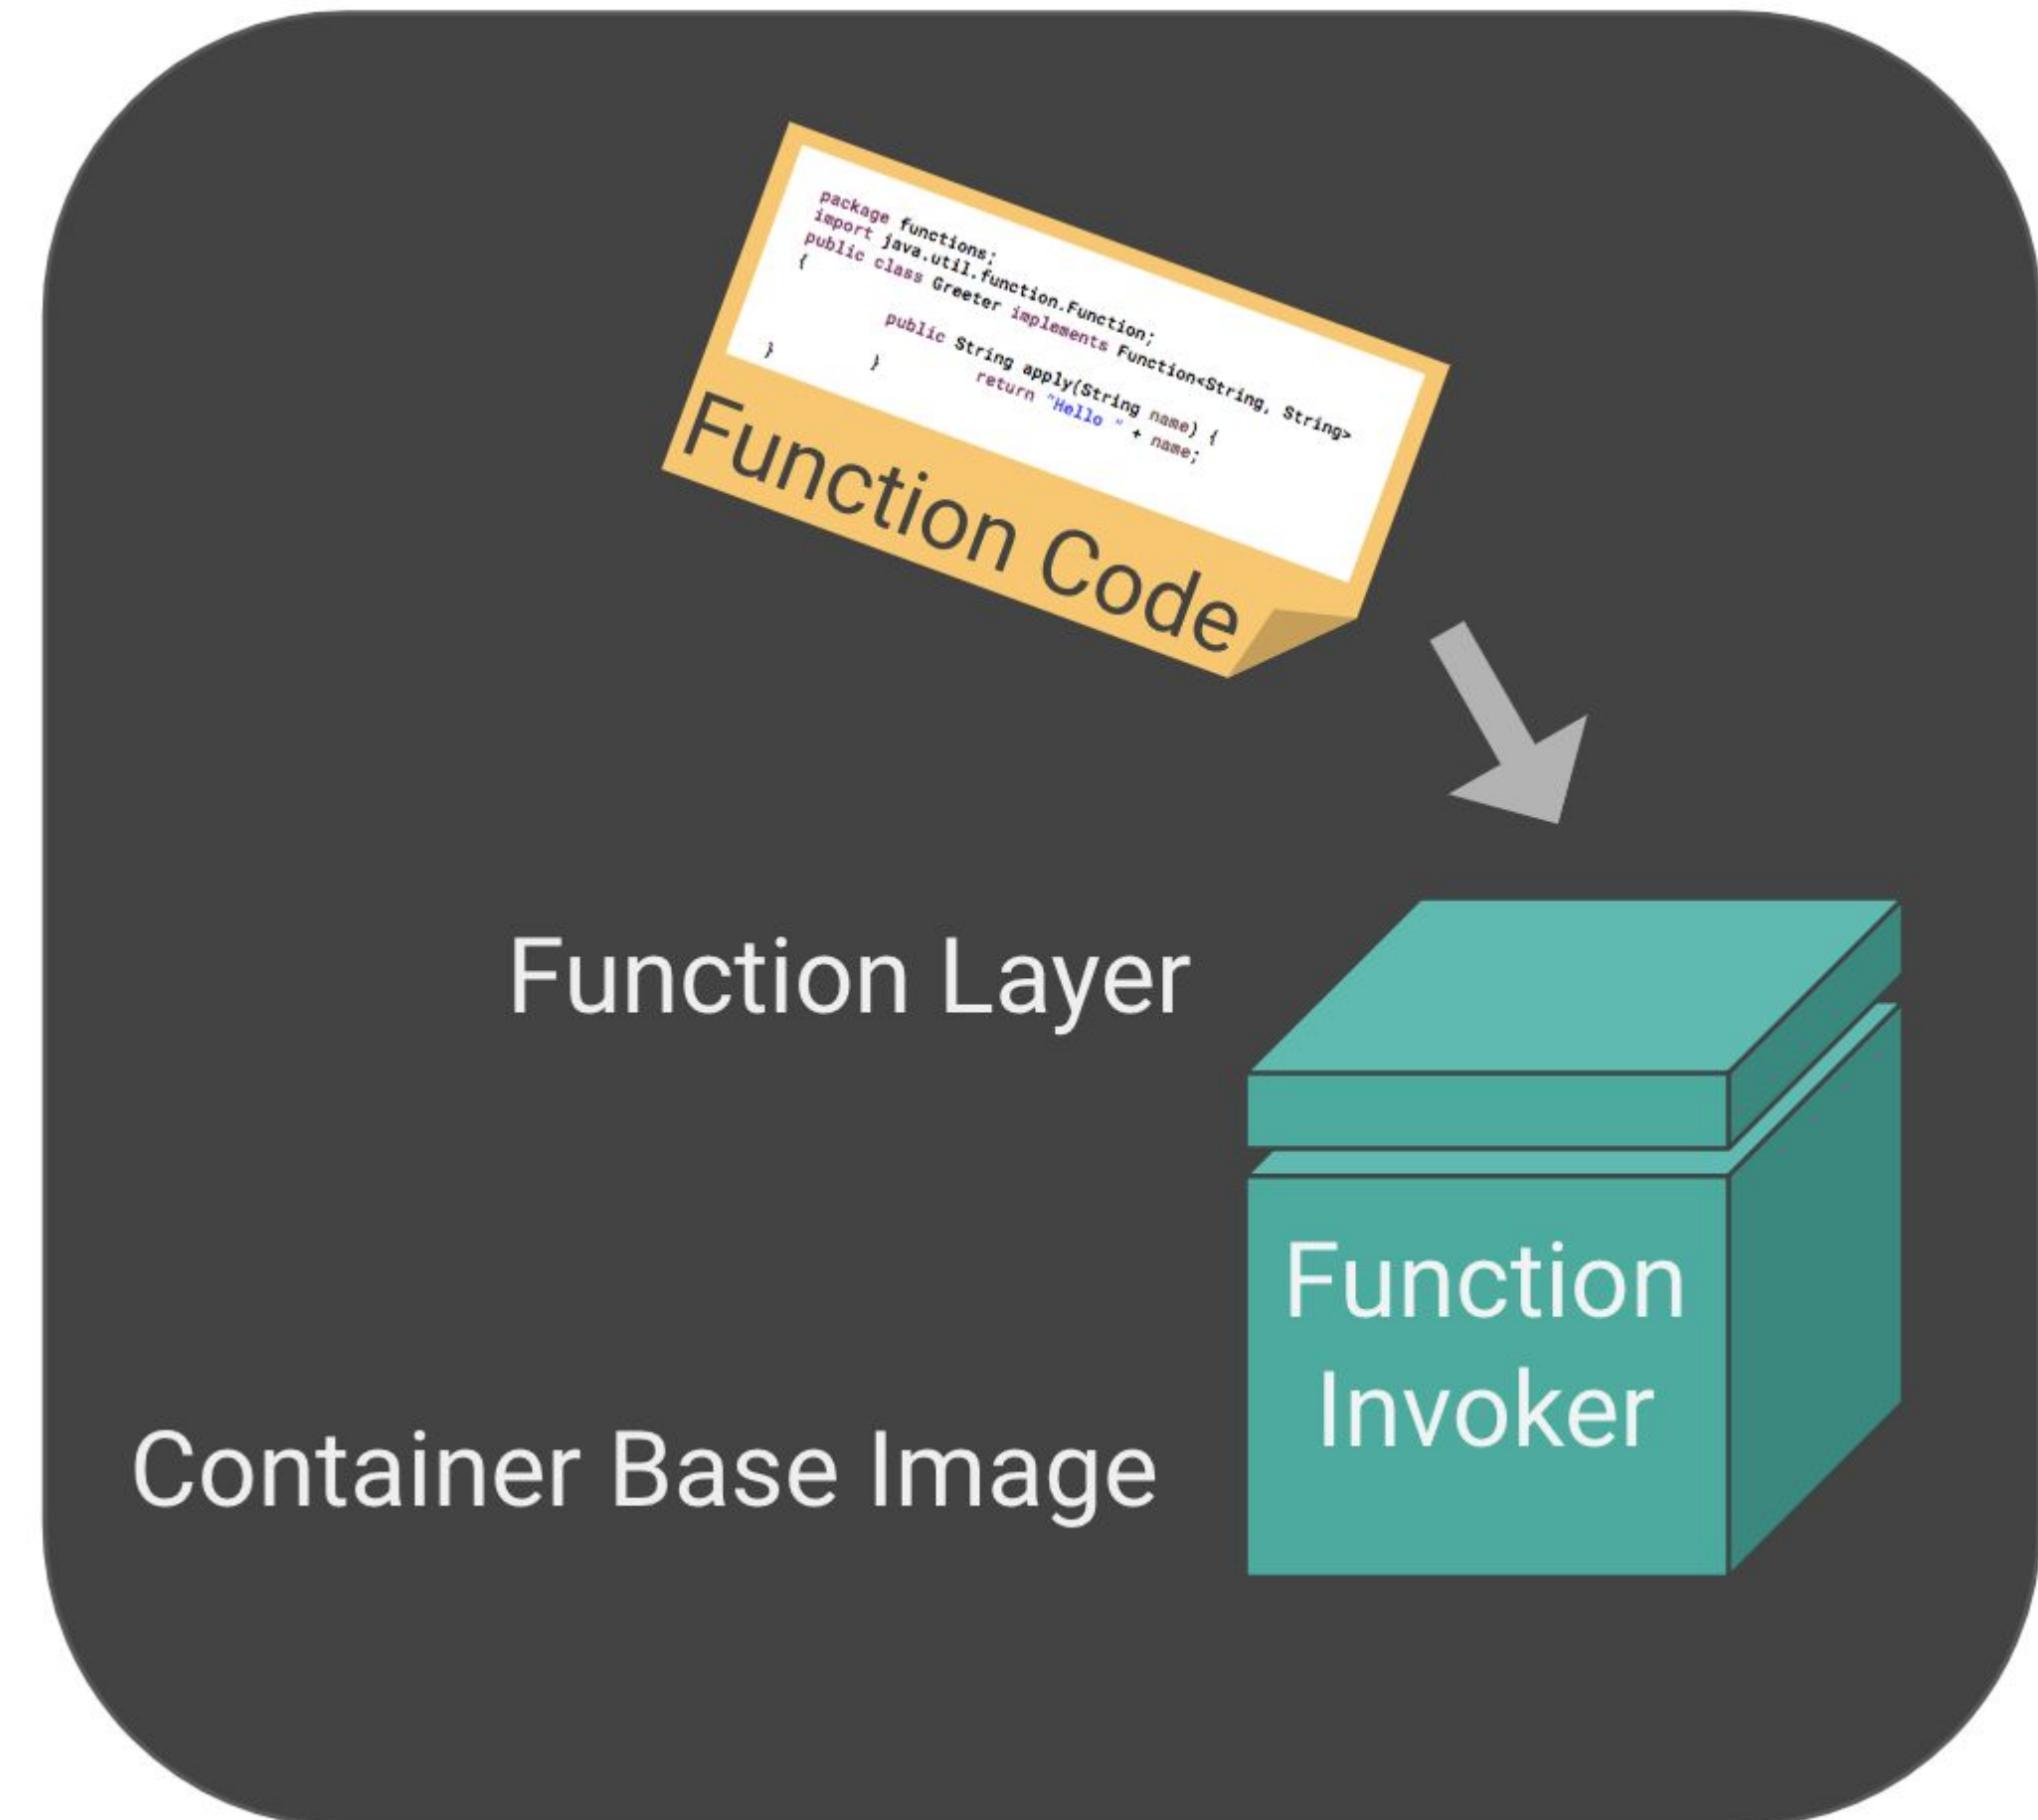 package functions;
import java.util.function.Function;
public class Greeter implements Function<String, String>
{
public String apply(String name) {
return "Hello " + name;
}
}
Function Code
Function Layer
Function
Invoker
Container Base Image